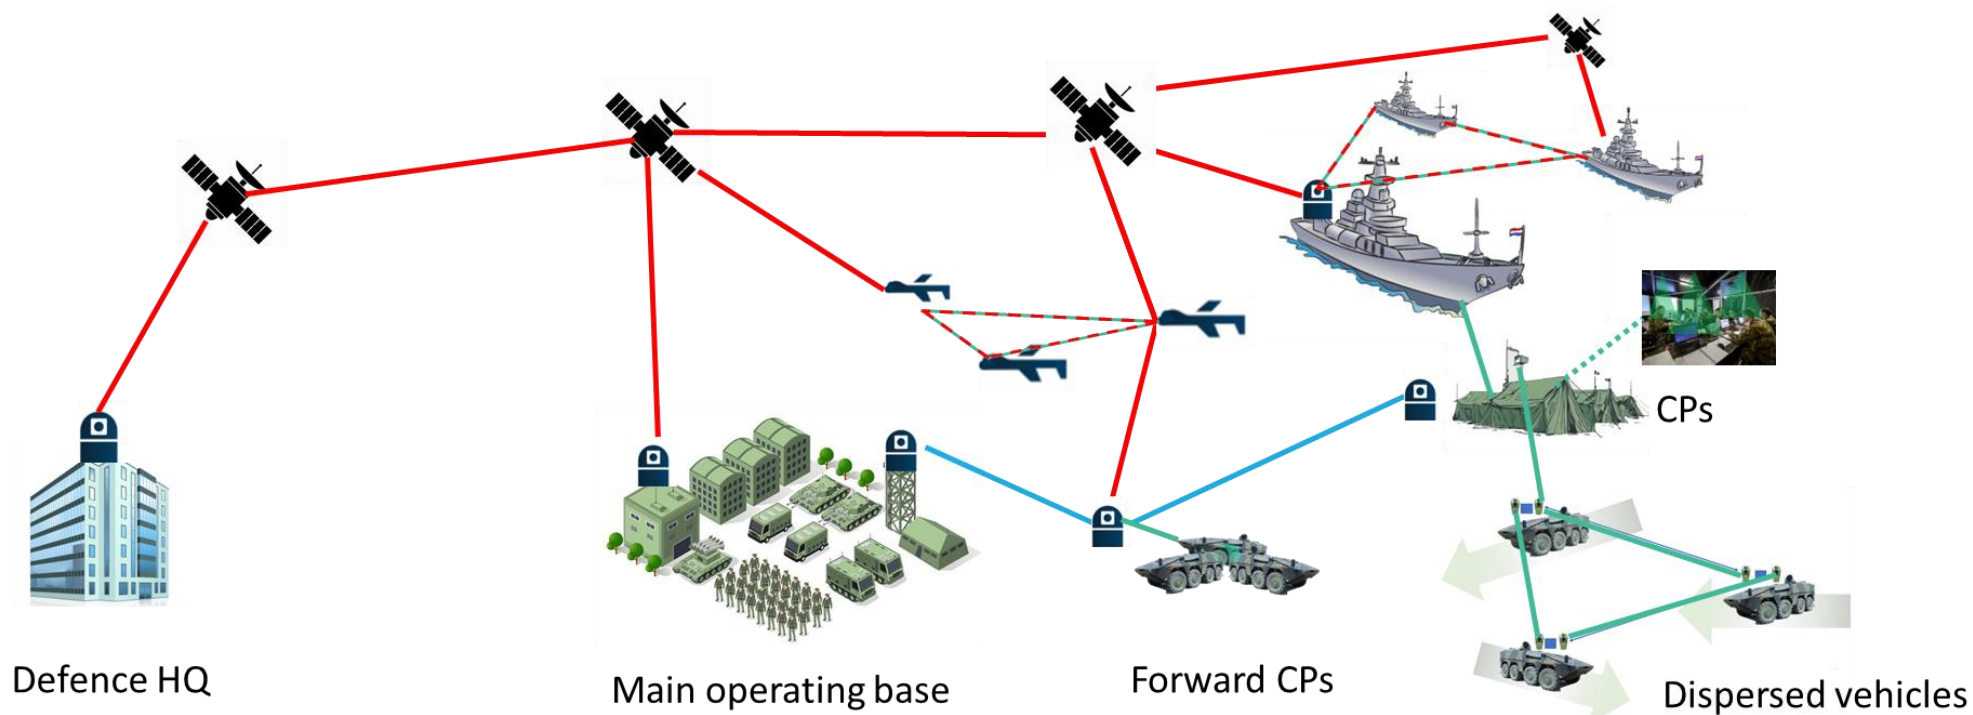 CPs
Defence HQ
Main operating base
Forward CPs
Dispersed vehicles